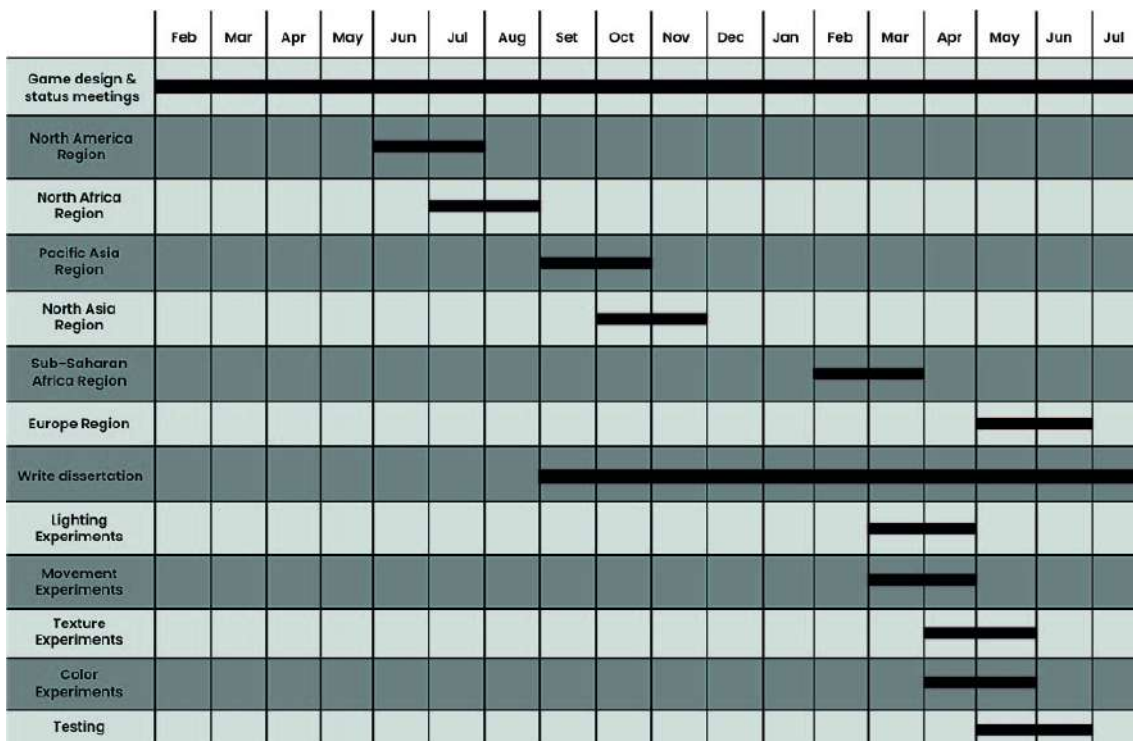 Feb Mar Apr May Jun Jul Aug Set Oct Nov Dec Jan Feb Mar Apr May Jun Jul
Game design &
status meetings
North America
Region
North Africa
Region
Pacific Asia
Region
North Asia
Region
Sub-Saharan
Africa Region
Europe Region
Write dissertation
Lighting
Experiments
Movement
Experiments
Texture
Experiments
Color
Experiments
Testing